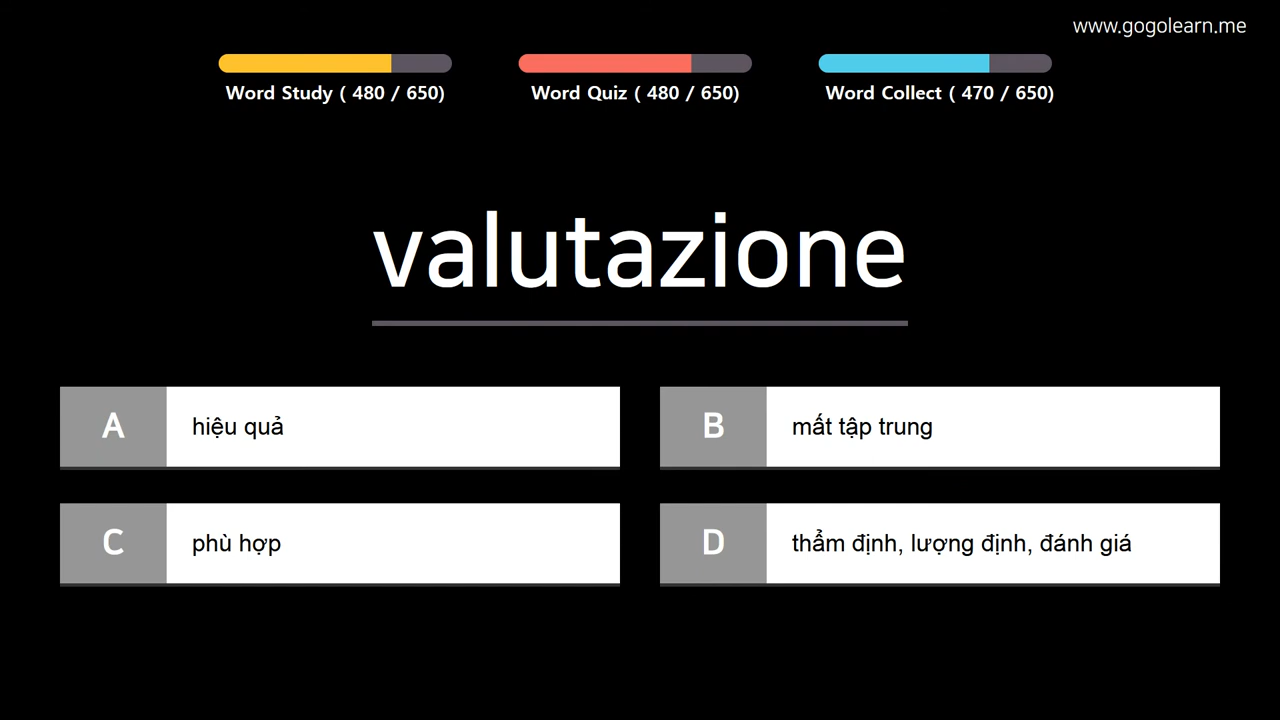 www.gogolearn.me
Word Study ( 480 / 650)
Word Quiz ( 480 / 650)
Word Collect ( 470 / 650)
valutazione
A
hiệu quả
B
mất tập trung
C
phù hợp
D
thẩm định, lượng định, đánh giá